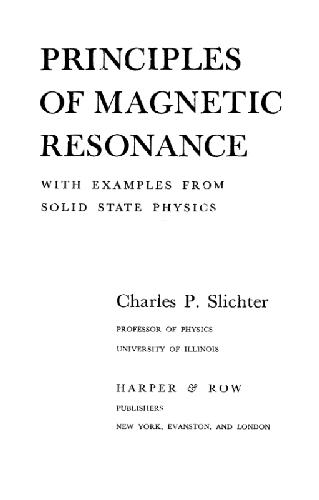 PRINCIPLES
OF MAGNETIC
RESONANCE
WITH EXAMPLES FROM
SOLID STATE PHYSICS
Charles P. Slichter
PROFESSOR OF PHYSICS
UNIVERSITY OF ILLINOIS
HARPER & ROW
PUBLISHERS
NEW YORK, EVANSTON, AND LONDON